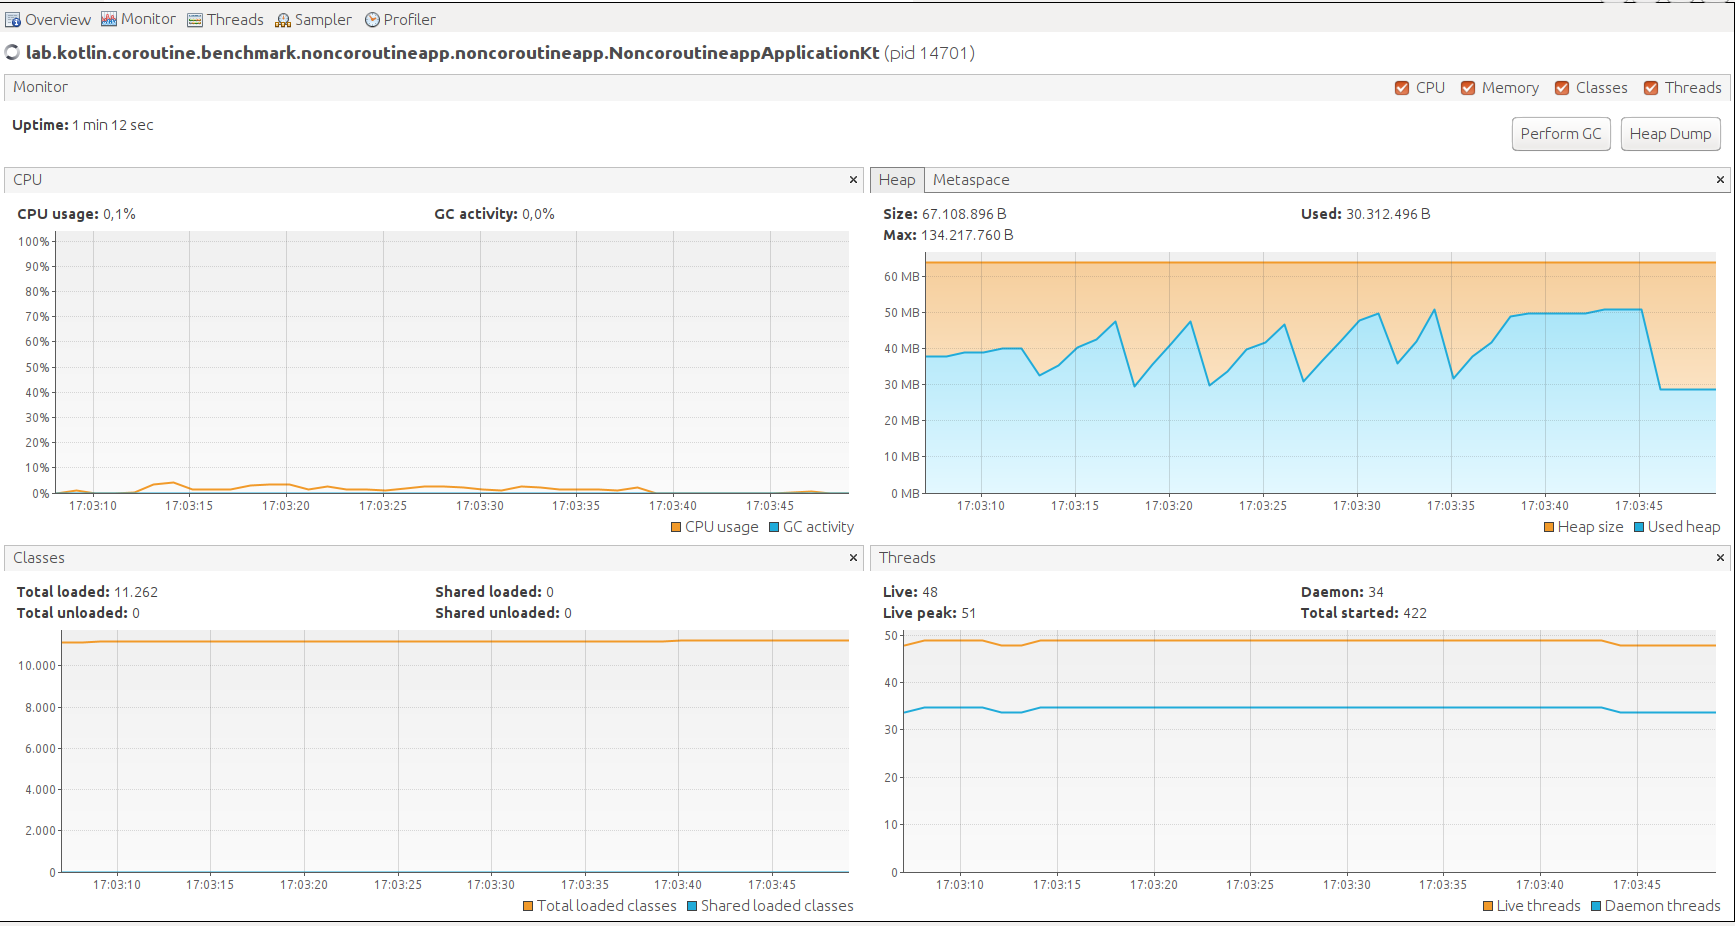 Overview Monitor Threads Sampler Profiler
lab.kotlin.coroutine.benchmark.noncoroutineapp.noncoroutineapp.NoncoroutineappApplicationKt (pid 14701)
Monitor
CPU Memory Classes Threads
Uptime: 1 min 12 sec
Perform GC Heap Dump
CPU ×
CPU usage: 0,1% GC activity: 0,0%
100%
90%
80%
70%
60%
50%
40%
30%
20%
10%
0%
17:03:10 17:03:15 17:03:20 17:03:25 17:03:30 17:03:35 17:03:40 17:03:45
CPU usage GC activity
Heap Metaspace ×
Size: 67.108.896 B Used: 30.312.496 B
Max: 134.217.760 B
60 MB
50 MB
40 MB
30 MB
20 MB
10 MB
0 MB
17:03:10 17:03:15 17:03:20 17:03:25 17:03:30 17:03:35 17:03:40 17:03:45
Heap size Used heap
Classes ×
Total loaded: 11.262 Shared loaded: 0
Total unloaded: 0 Shared unloaded: 0
10.000
8.000
6.000
4.000
2.000
0
17:03:10 17:03:15 17:03:20 17:03:25 17:03:30 17:03:35 17:03:40 17:03:45
Total loaded classes Shared loaded classes
Threads ×
Live: 48 Daemon: 34
Live peak: 51 Total started: 422
50
40
30
20
10
0
17:03:10 17:03:15 17:03:20 17:03:25 17:03:30 17:03:35 17:03:40 17:03:45
Live threads Daemon threads